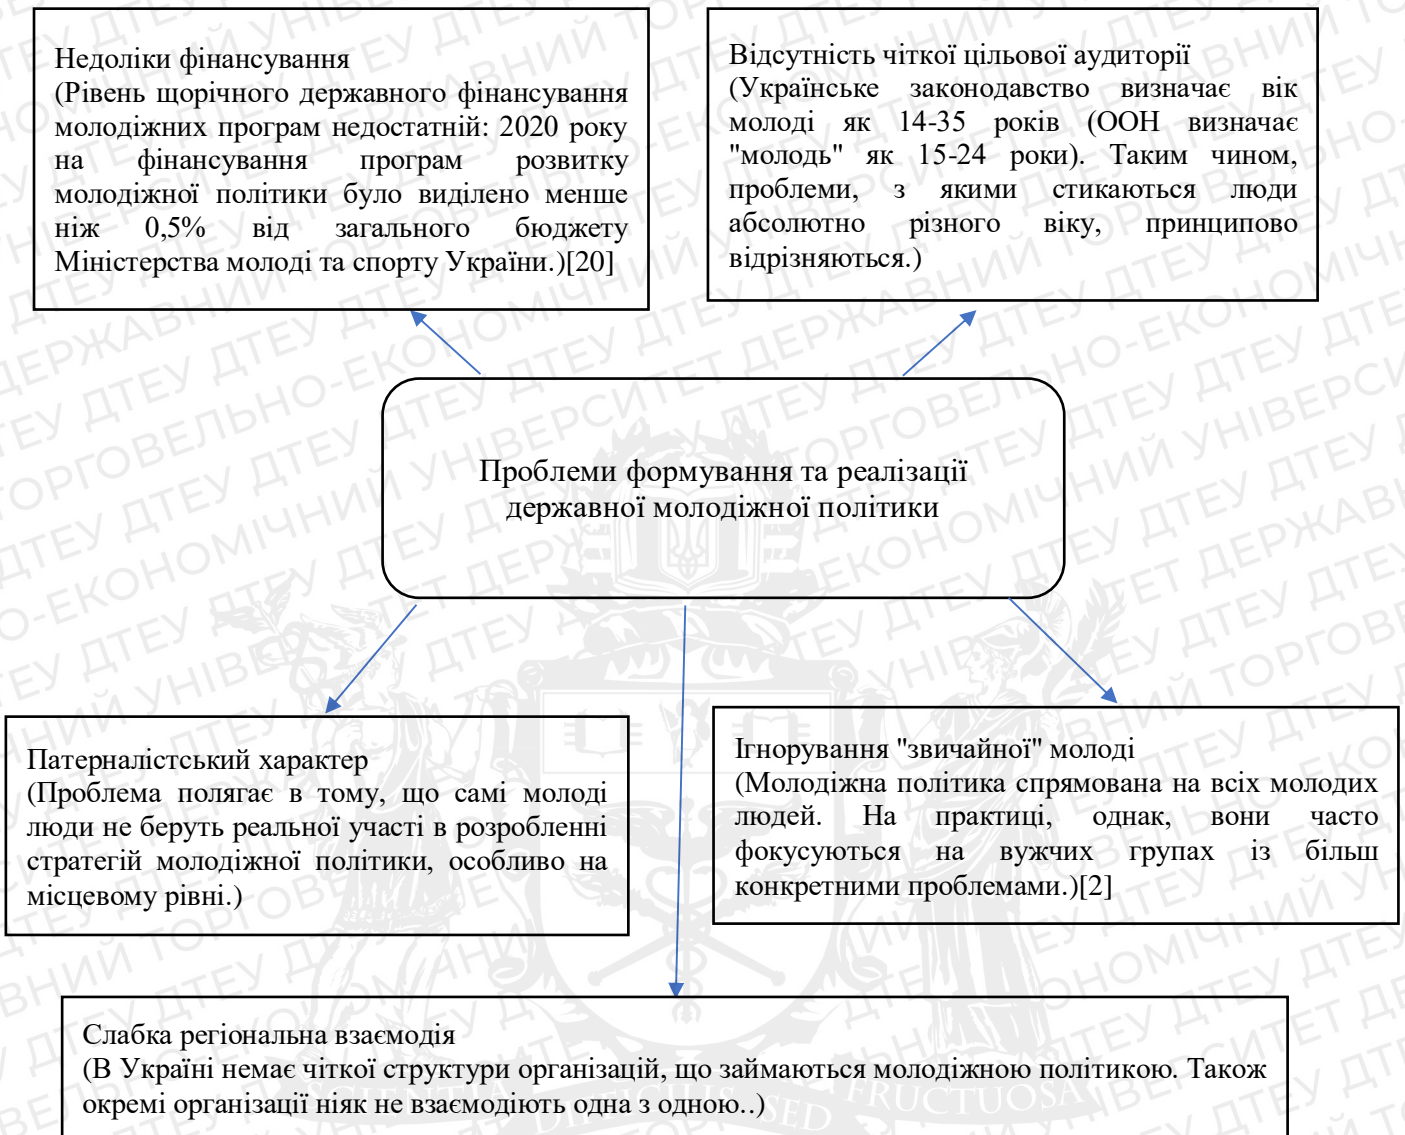 Недоліки фінансування
(Рівень щорічного державного фінансування
молодіжних програм недостатній: 2020 року
на фінансування програм розвитку
молодіжної політики було виділено менше
ніж 0,5% від загального бюджету
Міністерства молоді та спорту України.)[20]
Відсутність чіткої цільової аудиторії
(Українське законодавство визначає вік
молоді як 14-35 років (ООН визначає
"молодь" як 15-24 роки). Таким чином,
проблеми, з якими стикаються люди
абсолютно різного віку, принципово
відрізняються.)
Проблеми формування та реалізації
державної молодіжної політики
Патерналістський характер
(Проблема полягає в тому, що самі молоді
люди не беруть реальної участі в розробленні
стратегій молодіжної політики, особливо на
місцевому рівні.)
Ігнорування "звичайної" молоді
(Молодіжна політика спрямована на всіх молодих
людей. На практиці, однак, вони часто
фокусуються на вужчих групах із більш
конкретними проблемами.)[2]
Слабка регіональна взаємодія
(В Україні немає чіткої структури організацій, що займаються молодіжною політикою. Також
окремі організації ніяк не взаємодіють одна з одною..)